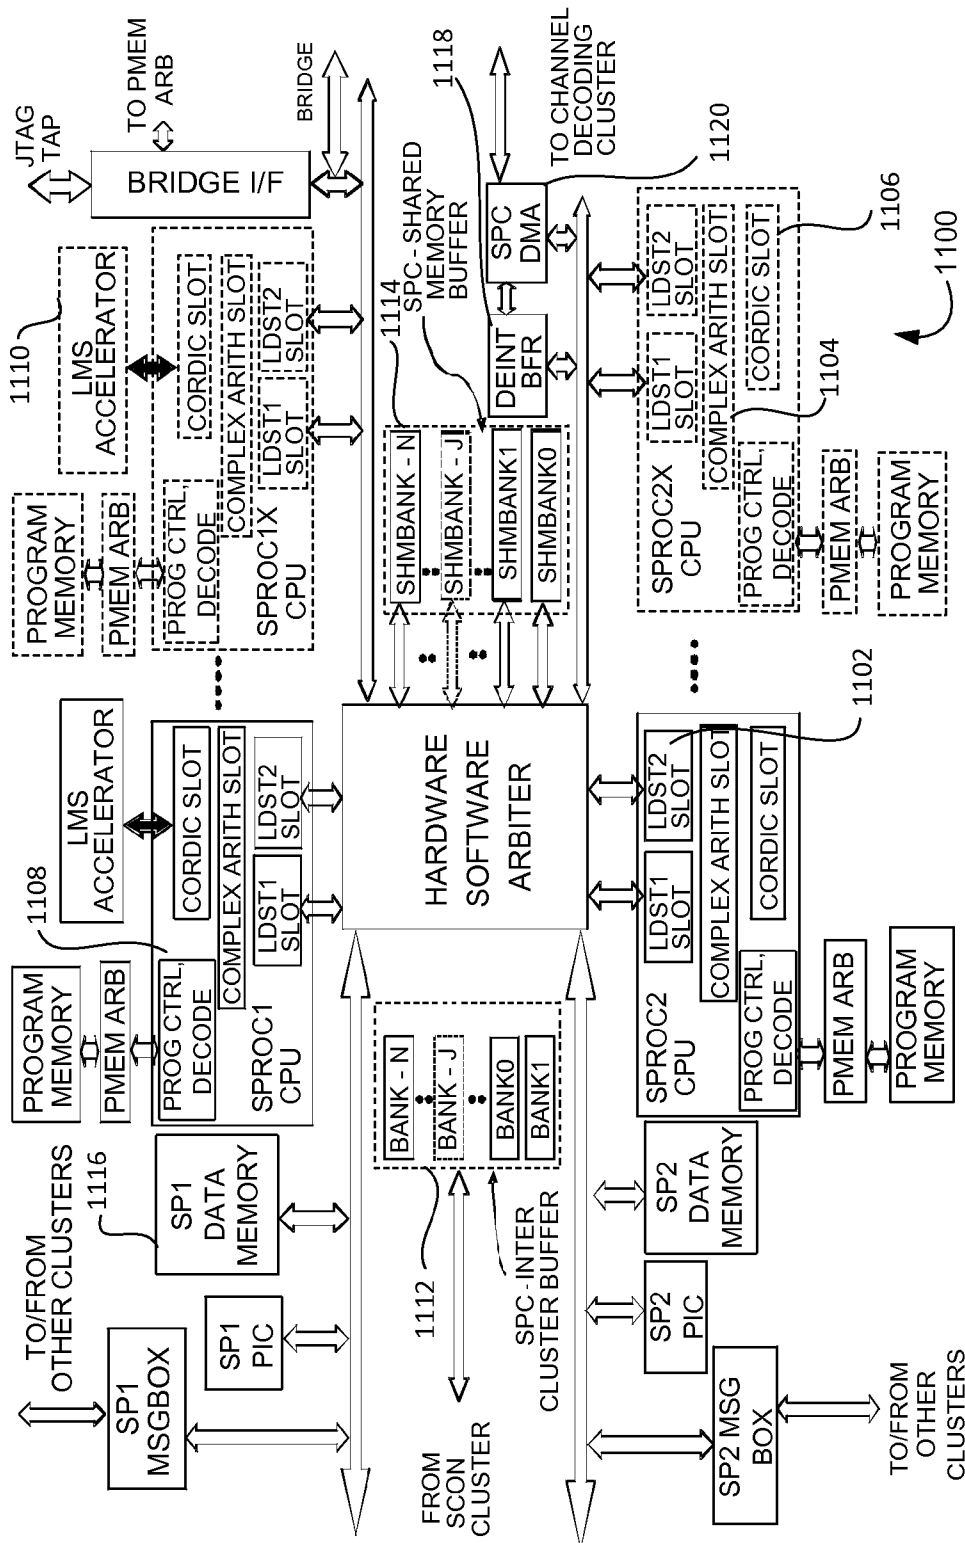 TO/FROM
OTHER CLUSTERS
SP1
MSGBOX
SP1
PIC
SP1
DATA
MEMORY
1116
PROGRAM
MEMORY
PMEM ARB
PROG CTRL,
DECODE
SPROC1
CPU
1108
LMS
ACCELERATOR
CORDIC SLOT
COMPLEX ARITH SLOT
LDST1
SLOT
LDST2
SLOT
PROGRAM
MEMORY
PMEM ARB
PROG CTRL,
DECODE
SPROC1X
CPU
LMS
ACCELERATOR
1110
CORDIC SLOT
COMPLEX ARITH SLOT
LDST1
SLOT
LDST2
SLOT
JTAG
TAP
TO PMEM
ARB
BRIDGE I/F
BRIDGE
FROM
SCON
CLUSTER
1112
SPC - INTER
CLUSTER BUFFER
BANK - N
BANK - J
BANK0
BANK1
HARDWARE
SOFTWARE
ARBITER
SHMBANK - N
SHMBANK - J
SHMBANK1
SHMBANK0
1114
SPC - SHARED
MEMORY
BUFFER
1118
DEINT
BFR
SPC
DMA
TO CHANNEL
DECODING
CLUSTER
1120
SP2 MSG
BOX
TO/FROM
OTHER
CLUSTERS
SP2
PIC
SP2
DATA
MEMORY
SPROC2
CPU
LDST1
SLOT
LDST2
SLOT
1102
COMPLEX ARITH SLOT
CORDIC SLOT
PROG CTRL,
DECODE
PMEM ARB
PROGRAM
MEMORY
SPROC2X
CPU
LDST1
SLOT
LDST2
SLOT
COMPLEX ARITH SLOT
CORDIC SLOT
1104
1106
PROG CTRL,
DECODE
PMEM ARB
PROGRAM
MEMORY
1100